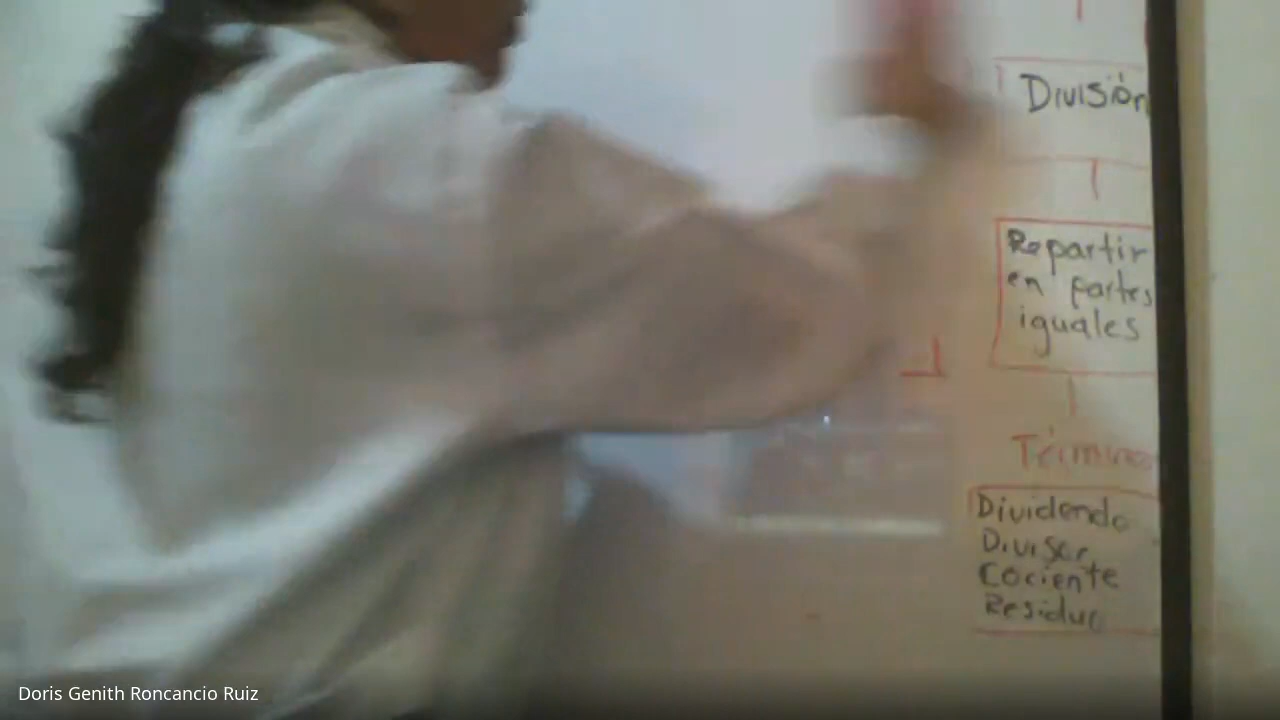 División
Repartir
en partes
iguales
Términos
Dividendo
Divisor
Cociente
Residuo
Doris Genith Roncancio Ruiz